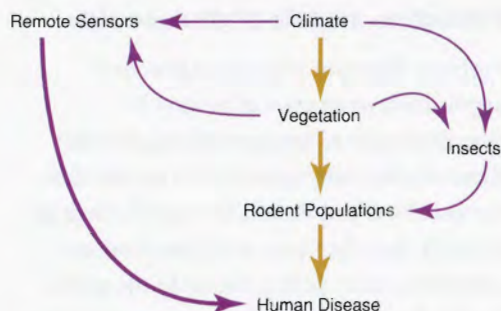 Remote Sensors
Climate
Vegetation
Insects
Rodent Populations
Human Disease